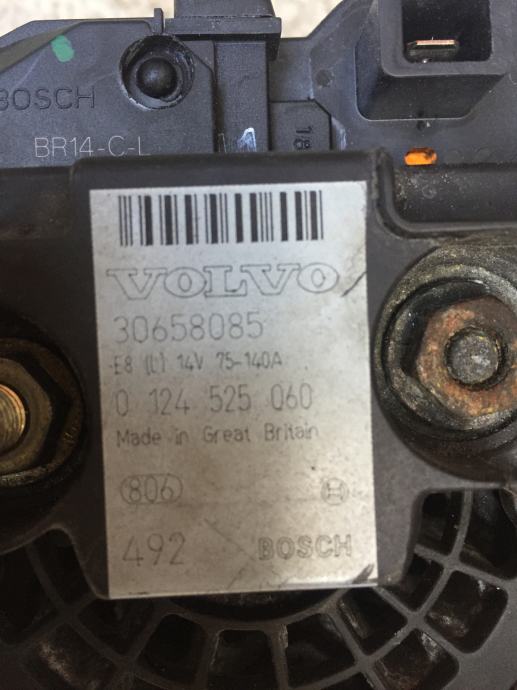 BOSCH
BR14-C-L
18
VOLVO
30658085
E8 (L) 14V 75-140A
0 124 525 060
Made in Great Britain
806
492 BOSCH